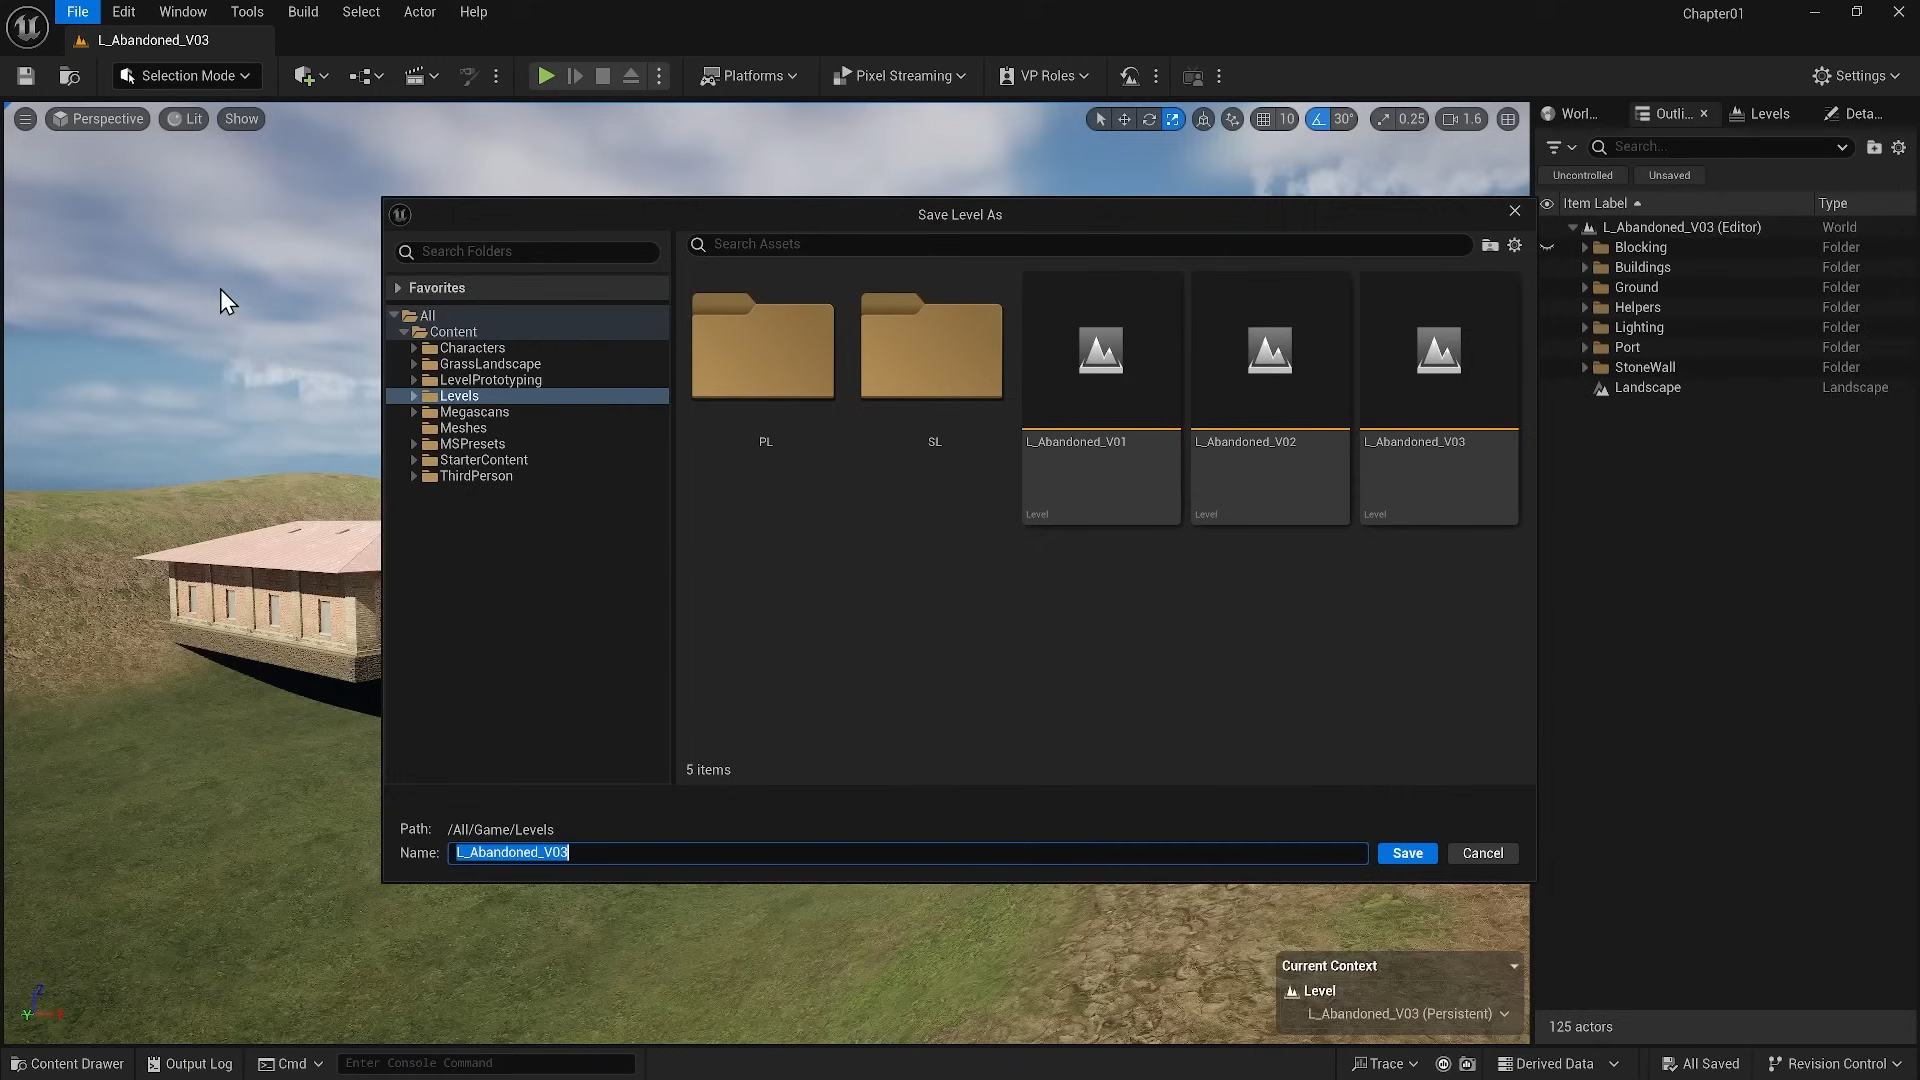 File Edit Window Tools Build Select Actor Help
Chapter01
L_Abandoned_V03
Selection Mode
Platforms
Pixel Streaming
VP Roles
Settings
Perspective Lit Show
10 30° 0.25 1.6
Worl... Outli... Levels Deta...
Search...
Uncontrolled Unsaved
Item Label Type
L_Abandoned_V03 (Editor) World
Blocking Folder
Buildings Folder
Ground Folder
Helpers Folder
Lighting Folder
Port Folder
StoneWall Folder
Landscape Landscape
125 actors
Save Level As
Search Folders
Search Assets
Favorites
All
Content
Characters
GrassLandscape
LevelPrototyping
Levels
Megascans
Meshes
MSPresets
StarterContent
ThirdPerson
PL SL L_Abandoned_V01 L_Abandoned_V02 L_Abandoned_V03
Level Level Level
5 items
Path: /All/Game/Levels
Name: L_Abandoned_V03 Save Cancel
Current Context
Level
L_Abandoned_V03 (Persistent)
Z
Y X
Content Drawer Output Log Cmd Enter Console Command Trace Derived Data All Saved Revision Control